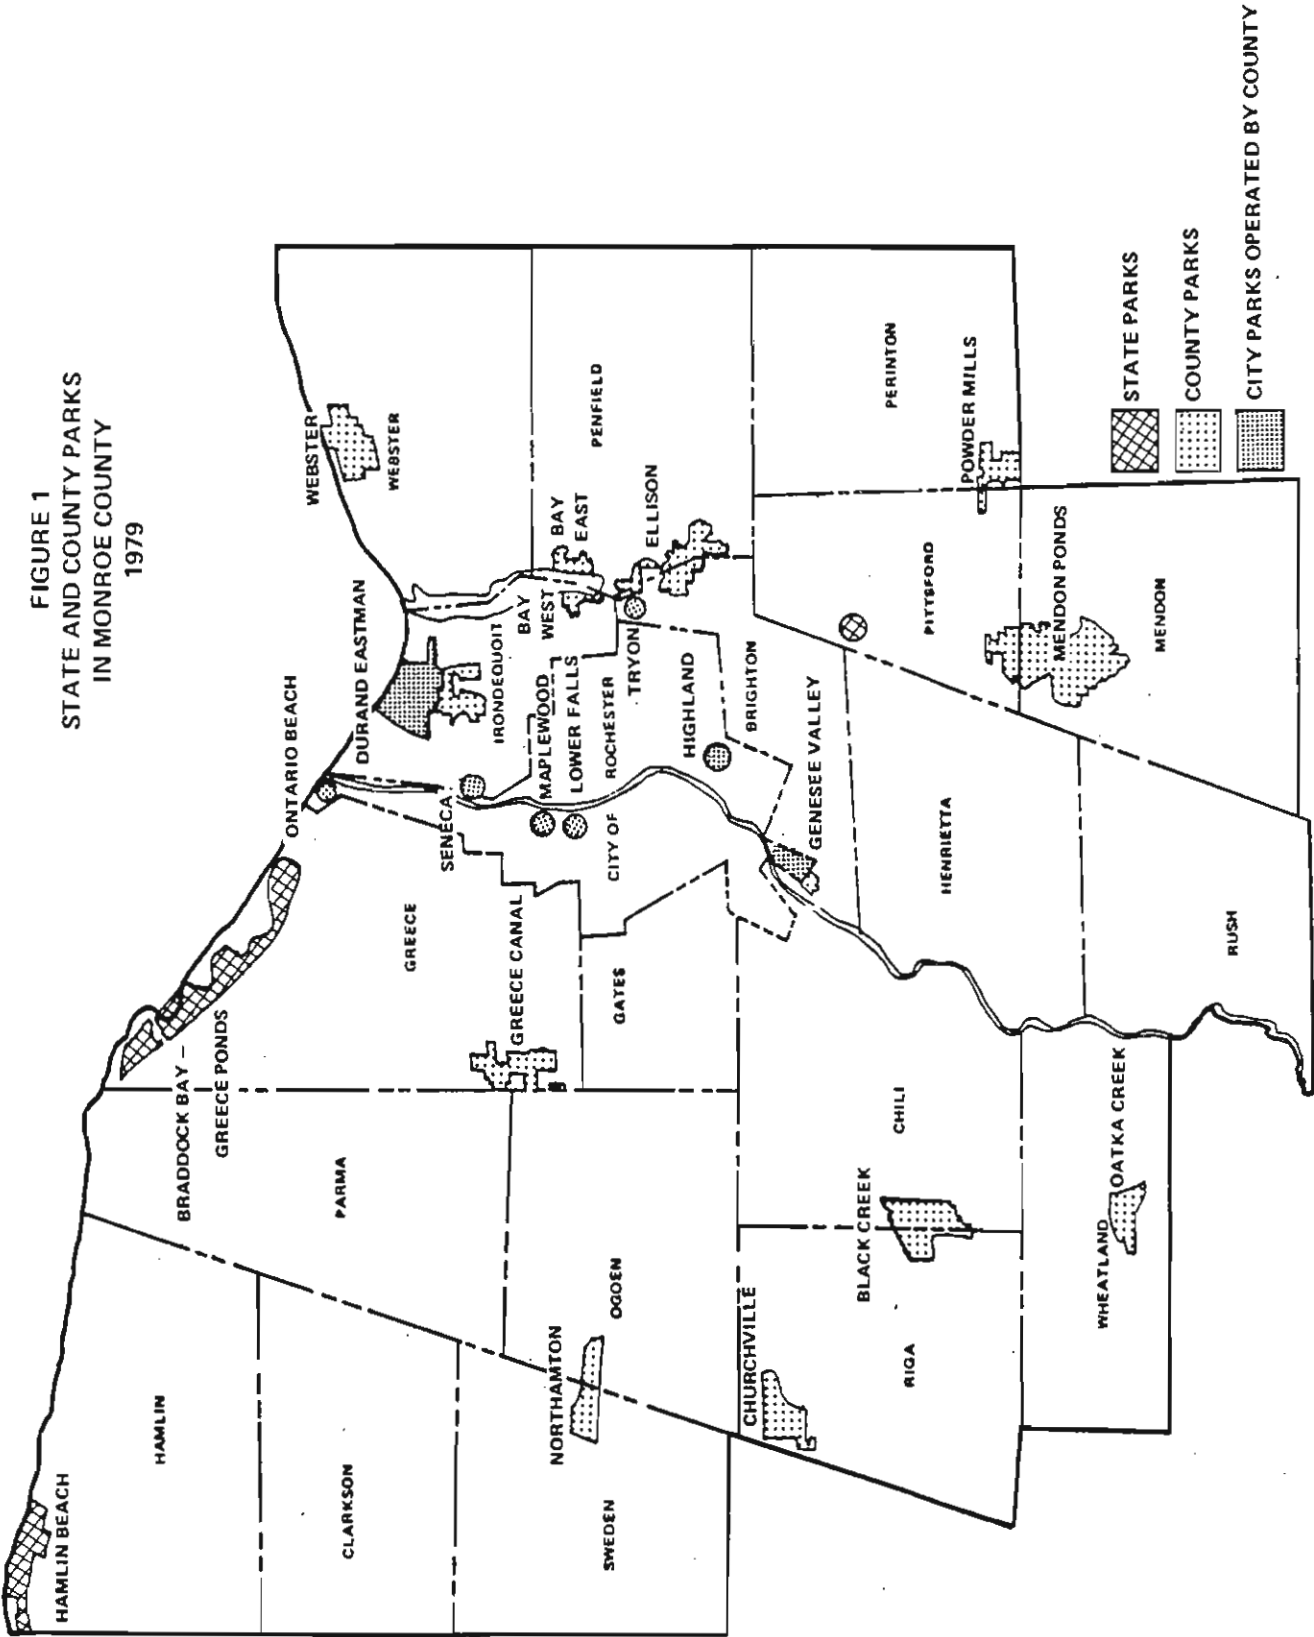 FIGURE 1
STATE AND COUNTY PARKS
IN MONROE COUNTY
1979
HAMLIN BEACH
HAMLIN
CLARKSON
SWEDEN
NORTHAMTON
OGDEN
PARMA
BRADDOCK BAY –
GREECE PONDS
GREECE
GREECE CANAL
GATES
ONTARIO BEACH
SENECA
DURAND EASTMAN
IRONDEQUOIT
MAPLEWOOD
LOWER FALLS
CITY OF ROCHESTER
BAY
WEST
BAY
EAST
WEBSTER
WEBSTER
PENFIELD
ELLISON
TRYON
HIGHLAND
BRIGHTON
GENESEE VALLEY
CHURCHVILLE
RIGA
BLACK CREEK
CHILI
HENRIETTA
PITTSFORD
PERINTON
POWDER MILLS
MENDON PONDS
MENDON
RUSH
WHEATLAND
OATKA CREEK
STATE PARKS
COUNTY PARKS
CITY PARKS OPERATED BY COUNTY